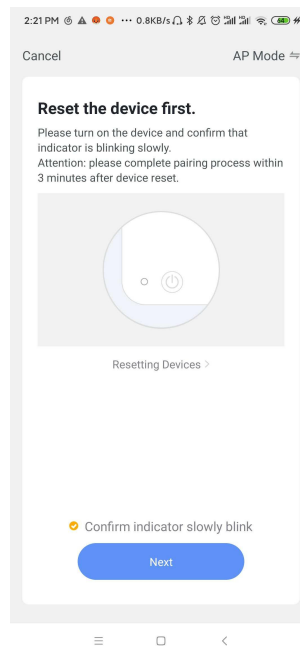 2:21 PM ... 0.8KB/s 64
Cancel AP Mode
Reset the device first.
Please turn on the device and confirm that
indicator is blinking slowly.
Attention: please complete pairing process within
3 minutes after device reset.
Resetting Devices >
Confirm indicator slowly blink
Next